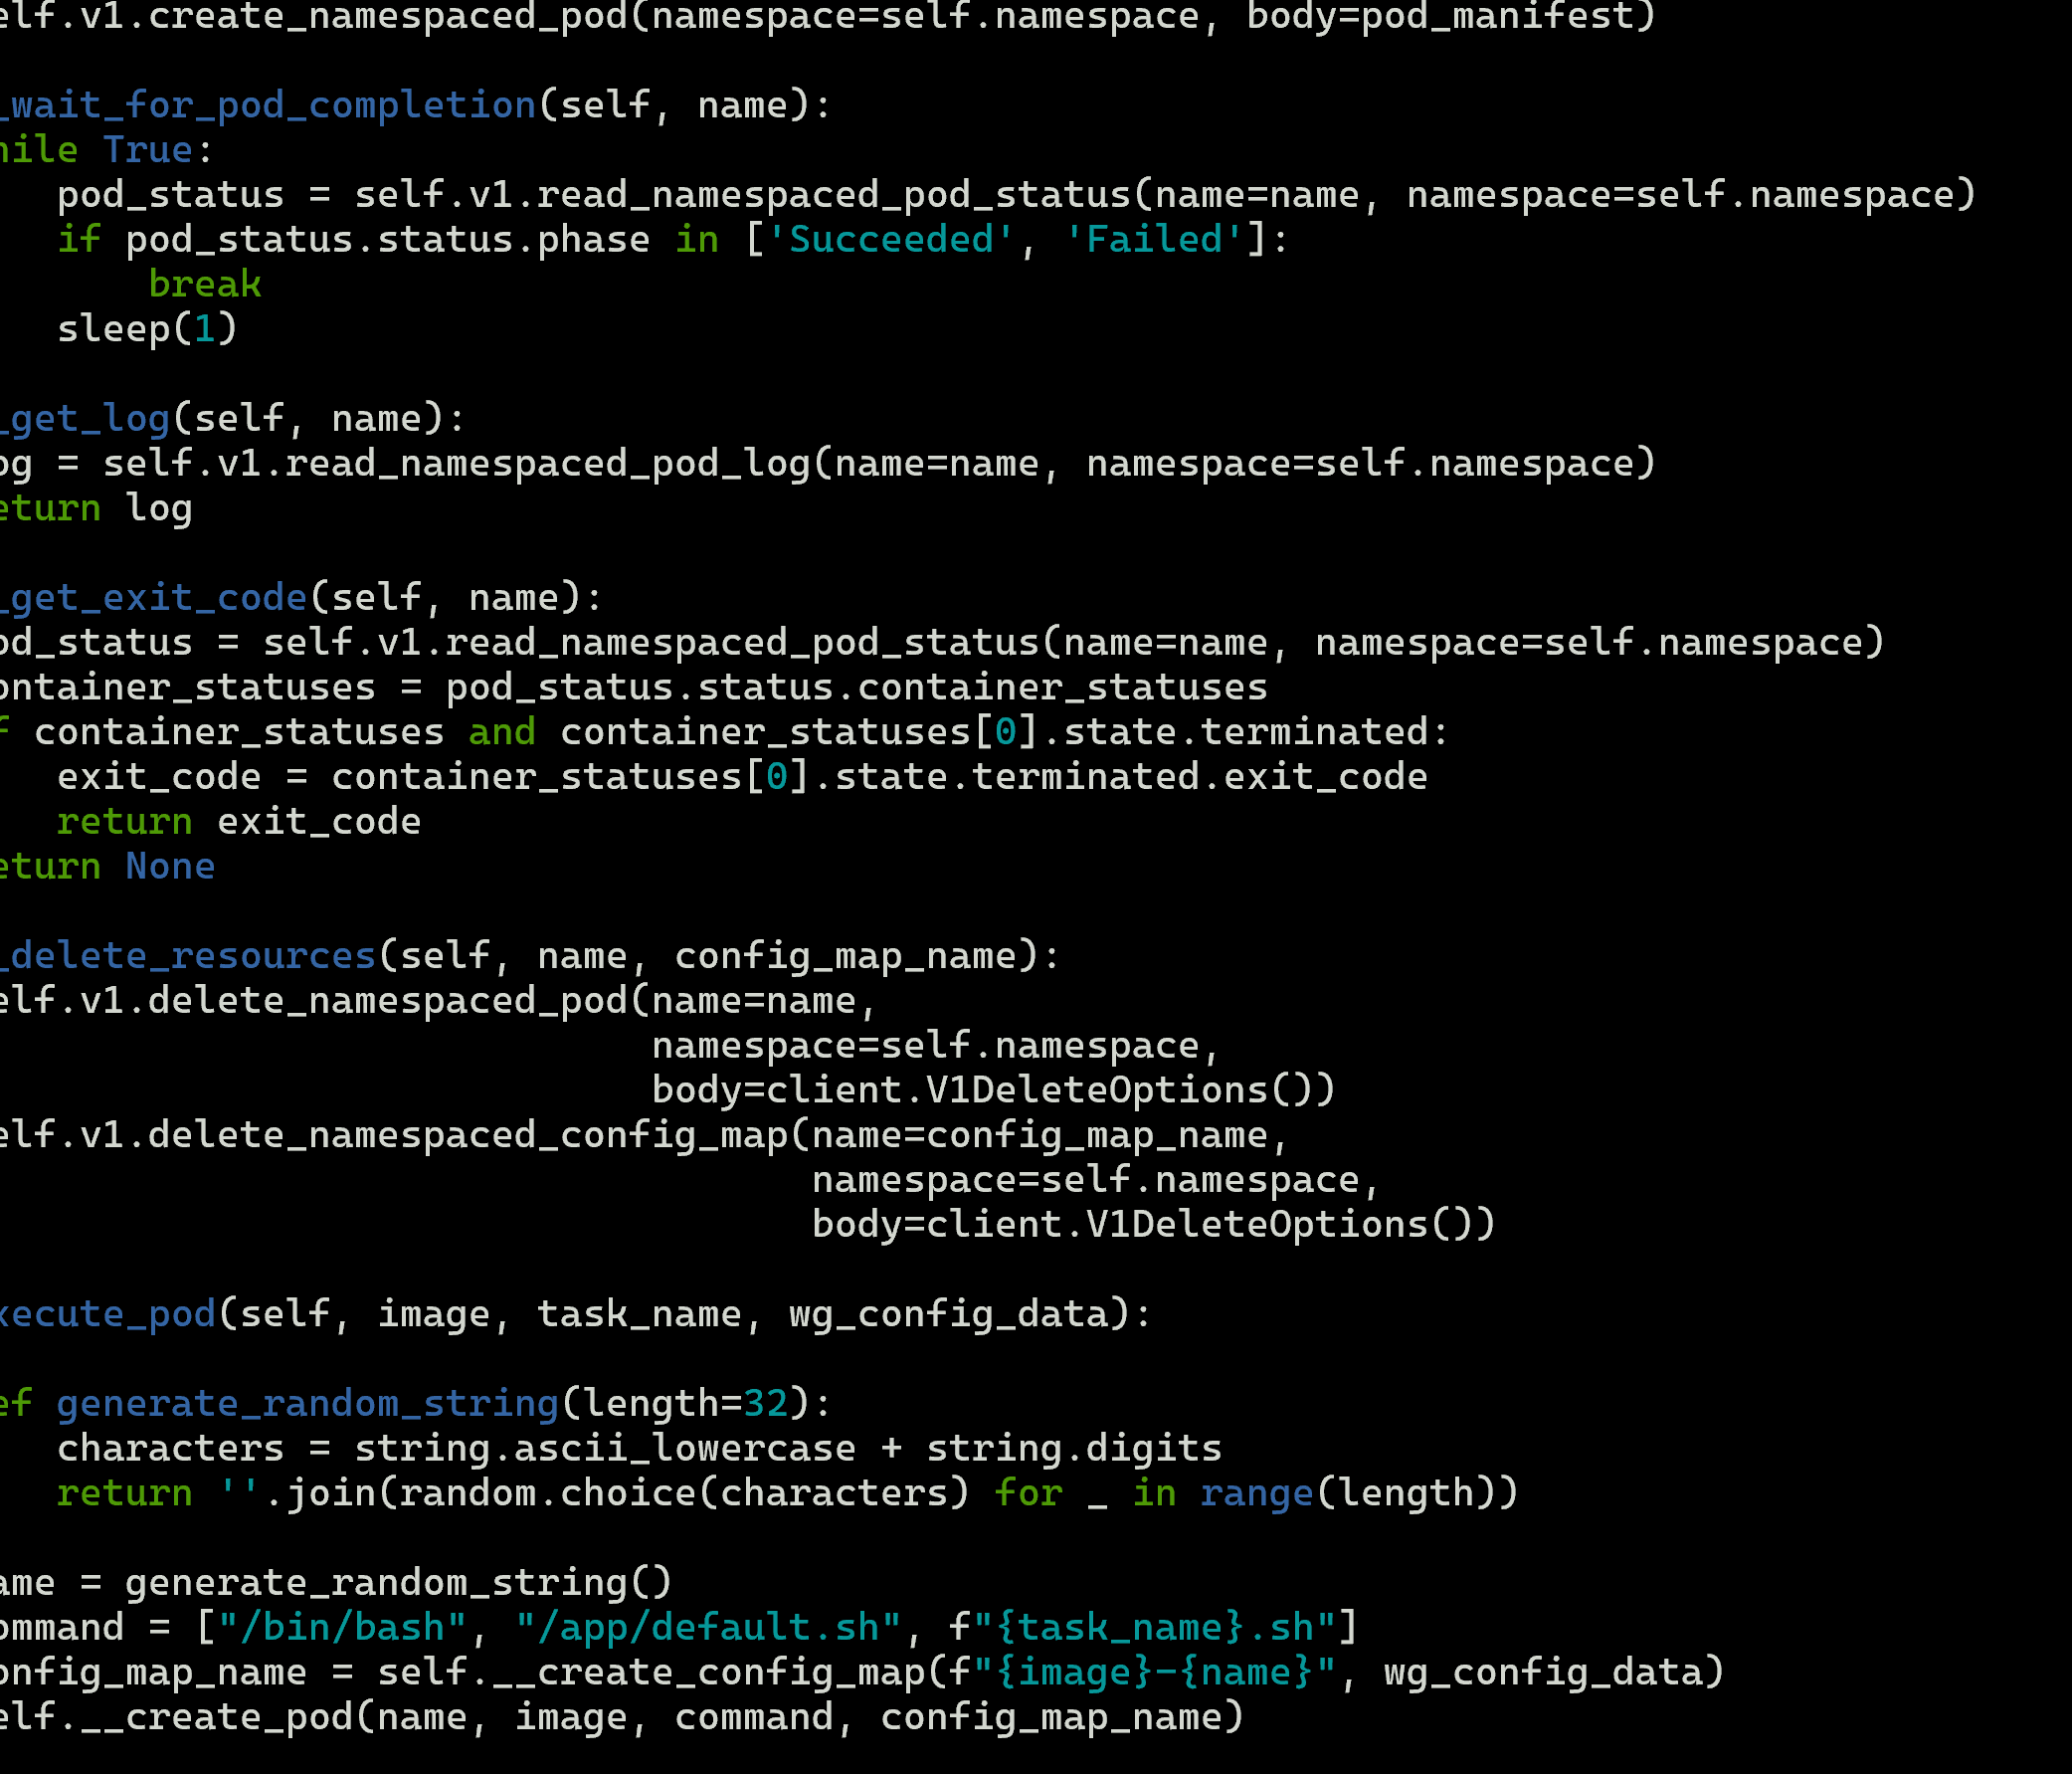 elf.v1.create_namespaced_pod(namespace=self.namespace, body=pod_manifest)
_wait_for_pod_completion(self, name):
hile True:
pod_status = self.v1.read_namespaced_pod_status(name=name, namespace=self.namespace)
if pod_status.status.phase in ['Succeeded', 'Failed']:
break
sleep(1)
_get_log(self, name):
og = self.v1.read_namespaced_pod_log(name=name, namespace=self.namespace)
eturn log
_get_exit_code(self, name):
od_status = self.v1.read_namespaced_pod_status(name=name, namespace=self.namespace)
ontainer_statuses = pod_status.status.container_statuses
f container_statuses and container_statuses[0].state.terminated:
exit_code = container_statuses[0].state.terminated.exit_code
return exit_code
eturn None
_delete_resources(self, name, config_map_name):
elf.v1.delete_namespaced_pod(name=name,
namespace=self.namespace,
body=client.V1DeleteOptions())
elf.v1.delete_namespaced_config_map(name=config_map_name,
namespace=self.namespace,
body=client.V1DeleteOptions())
xecute_pod(self, image, task_name, wg_config_data):
ef generate_random_string(length=32):
characters = string.ascii_lowercase + string.digits
return ''.join(random.choice(characters) for _ in range(length))
ame = generate_random_string()
ommand = ["/bin/bash", "/app/default.sh", f"{task_name}.sh"]
onfig_map_name = self.__create_config_map(f"{image}-{name}", wg_config_data)
elf.__create_pod(name, image, command, config_map_name)